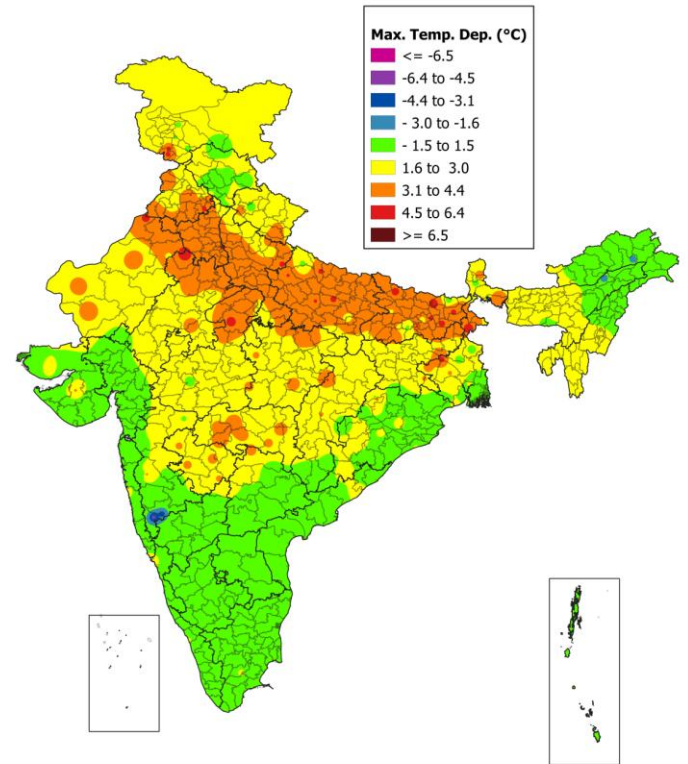 Max. Temp. Dep. (°C)
<= -6.5
-6.4 to -4.5
-4.4 to -3.1
- 3.0 to -1.6
- 1.5 to 1.5
1.6 to 3.0
3.1 to 4.4
4.5 to 6.4
>= 6.5